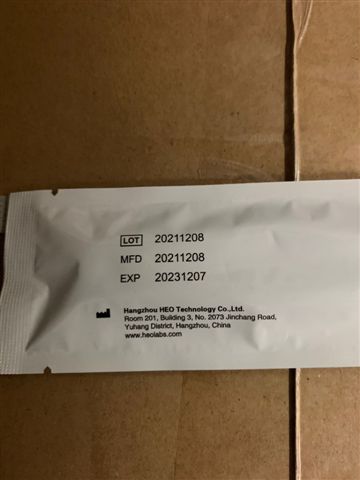 LOT 20211208
MFD 20211208
EXP 20231207
Hangzhou HEO Technology Co.,Ltd.
Room 201, Building 3, No. 2073 Jinchang Road,
Yuhang District, Hangzhou, China
www.heolabs.com